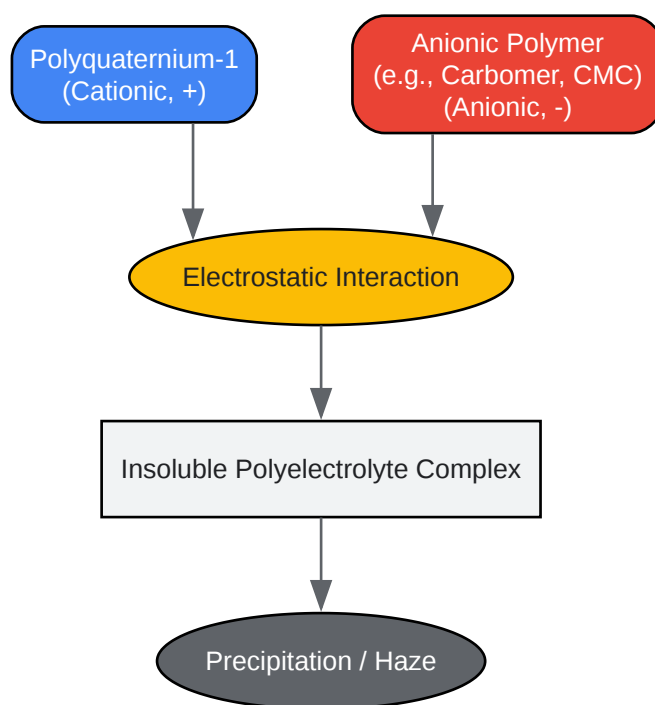 Polyquaternium-1
(Cationic, +)
Anionic Polymer
(e.g., Carbomer, CMC)
(Anionic, -)
Electrostatic Interaction
Insoluble Polyelectrolyte Complex
Precipitation / Haze